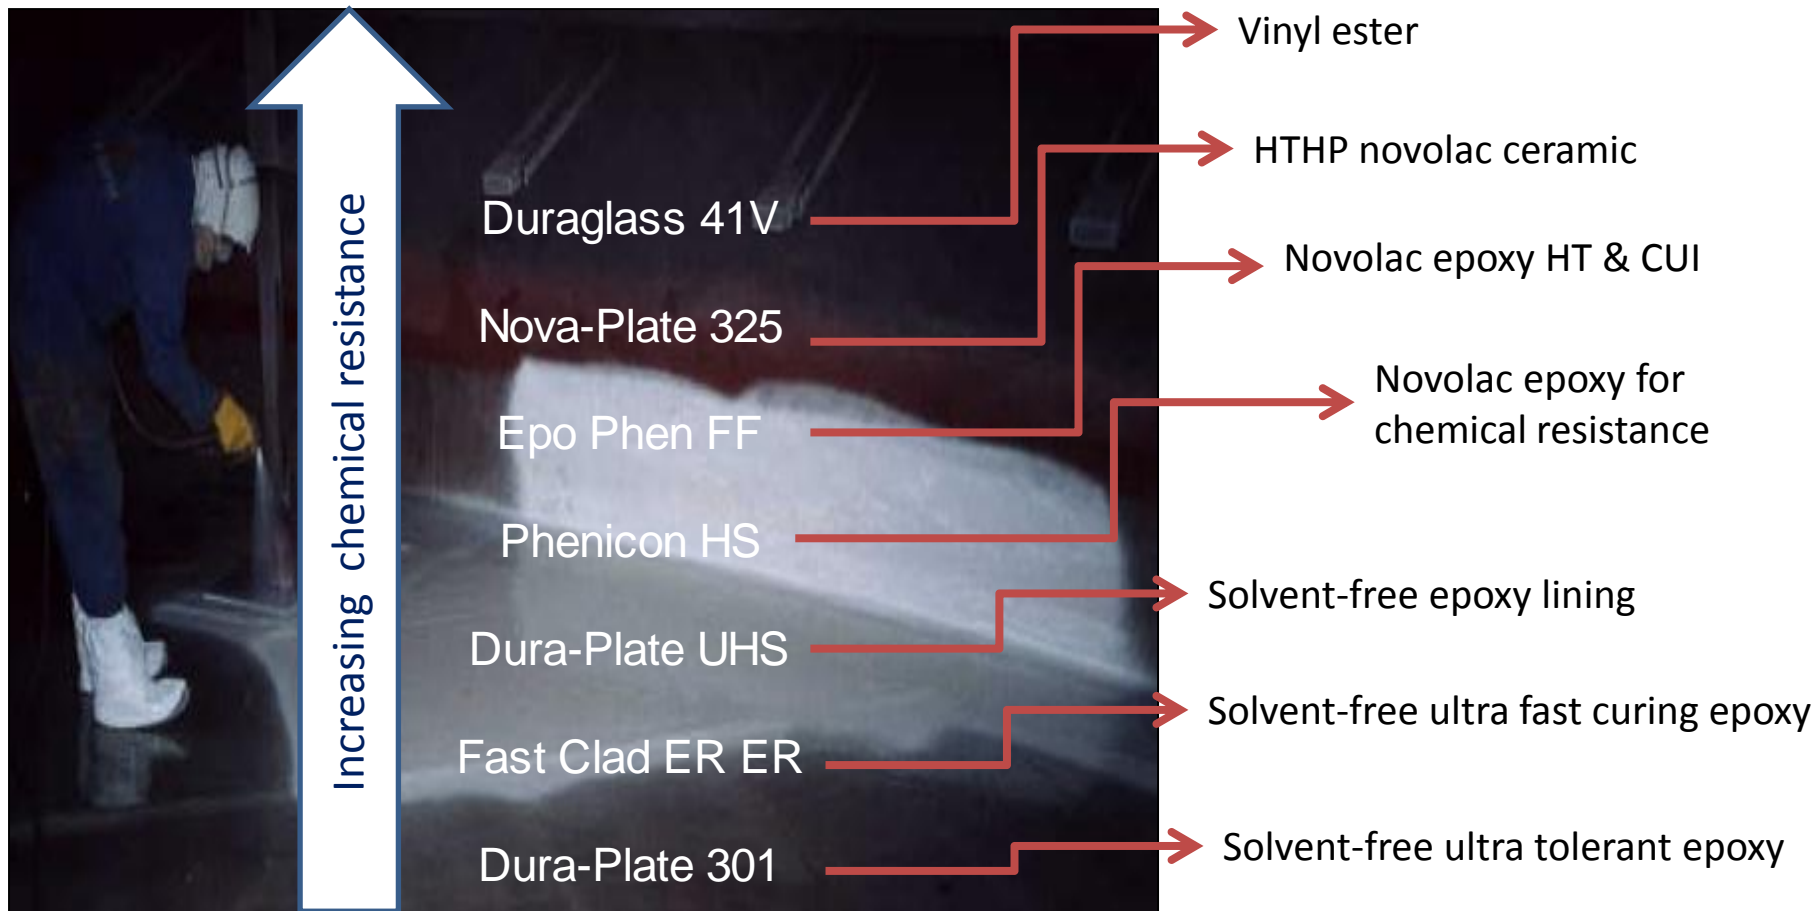 Vinyl ester
HTHP novolac ceramic
Duraglass 41V
Novolac epoxy HT & CUI
Nova-Plate 325
Novolac epoxy for
chemical resistance
Epo Phen FF
Phenicon HS
Solvent-free epoxy lining
Dura-Plate UHS
Solvent-free ultra fast curing epoxy
Fast Clad ER ER
Solvent-free ultra tolerant epoxy
Dura-Plate 301
Increasing chemical resistance